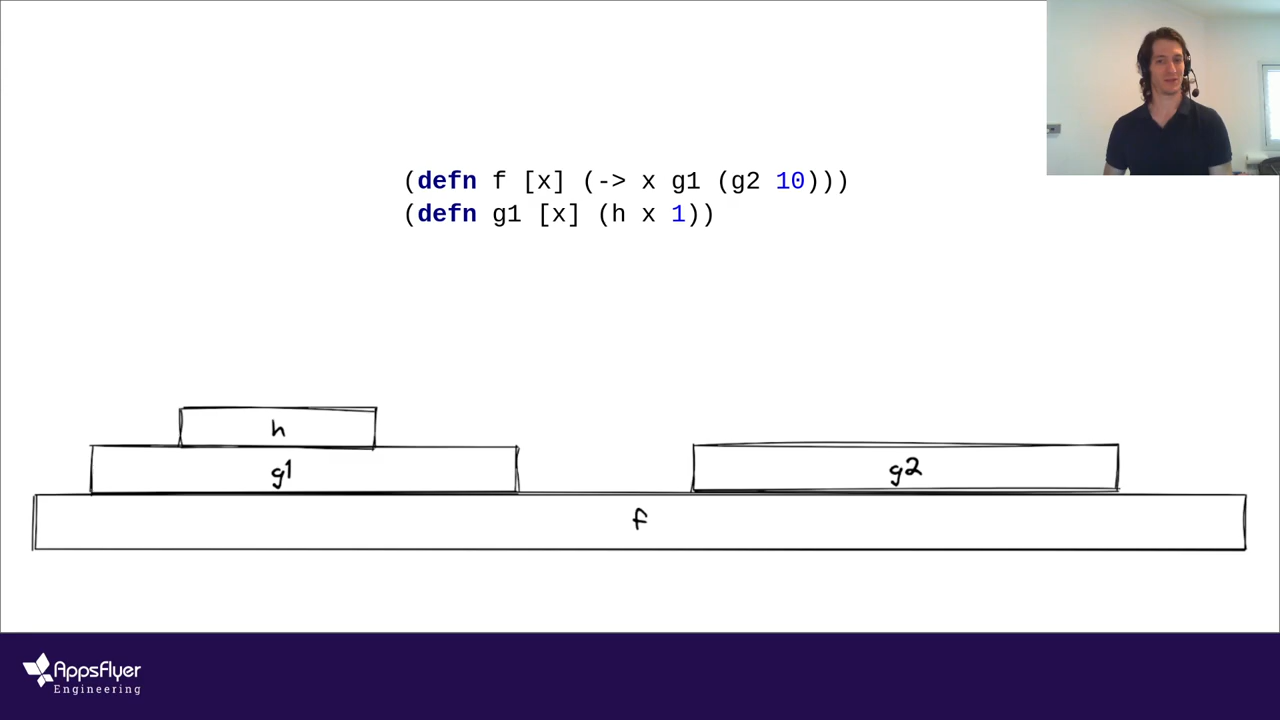 (defn f [x] (-> x g1 (g2 10)))
(defn g1 [x] (h x 1))
h
g1
g2
f
AppsFlyer
Engineering